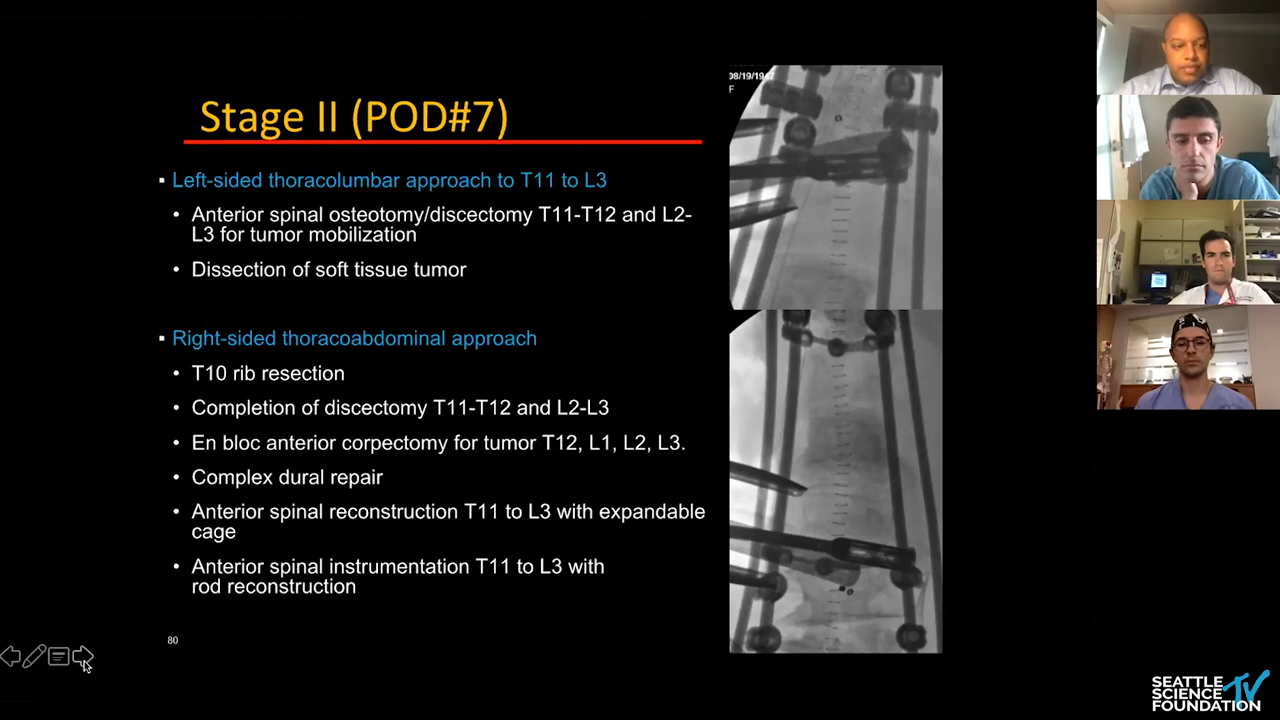 Stage II (POD#7)
▪ Left-sided thoracolumbar approach to T11 to L3
• Anterior spinal osteotomy/discectomy T11-T12 and L2-
L3 for tumor mobilization
• Dissection of soft tissue tumor
▪ Right-sided thoracoabdominal approach
• T10 rib resection
• Completion of discectomy T11-T12 and L2-L3
• En bloc anterior corpectomy for tumor T12, L1, L2, L3.
• Complex dural repair
• Anterior spinal reconstruction T11 to L3 with expandable
cage
• Anterior spinal instrumentation T11 to L3 with
rod reconstruction
80
08/19/1947
F
SEATTLE
SCIENCE TV
FOUNDATION